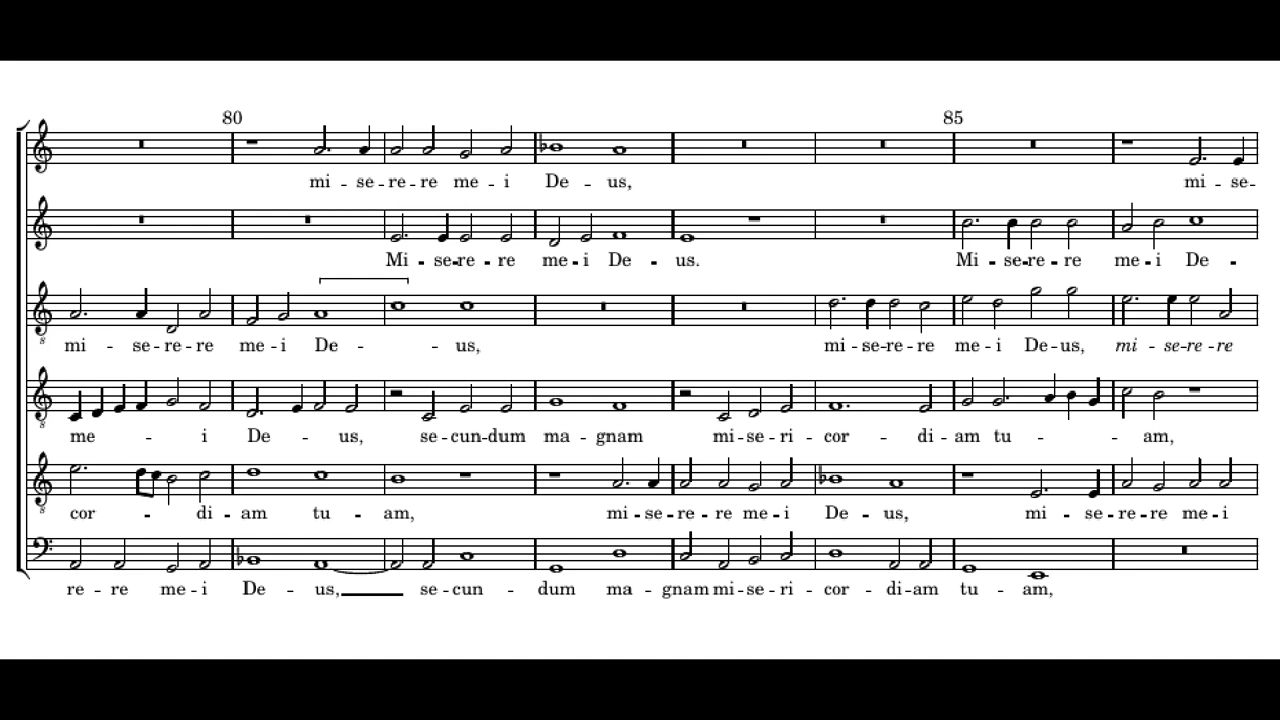 80 85
mi - se - re - re me - i De - us, mi - se -
Mi - se - re - re me - i De - us. Mi - se - re - re me - i De -
mi - se - re - re me - i De - us, mi - se - re - re me - i De - us, mi - se - re - re
me - i De - us, se - cun - dum ma - gnam mi - se - ri - cor - di - am tu - am,
cor - di - am tu - am, mi - se - re - re me - i De - us, mi - se - re - re me - i
re - re me - i De - us, se - cun - dum ma - gnam mi - se - ri - cor - di - am tu - am,